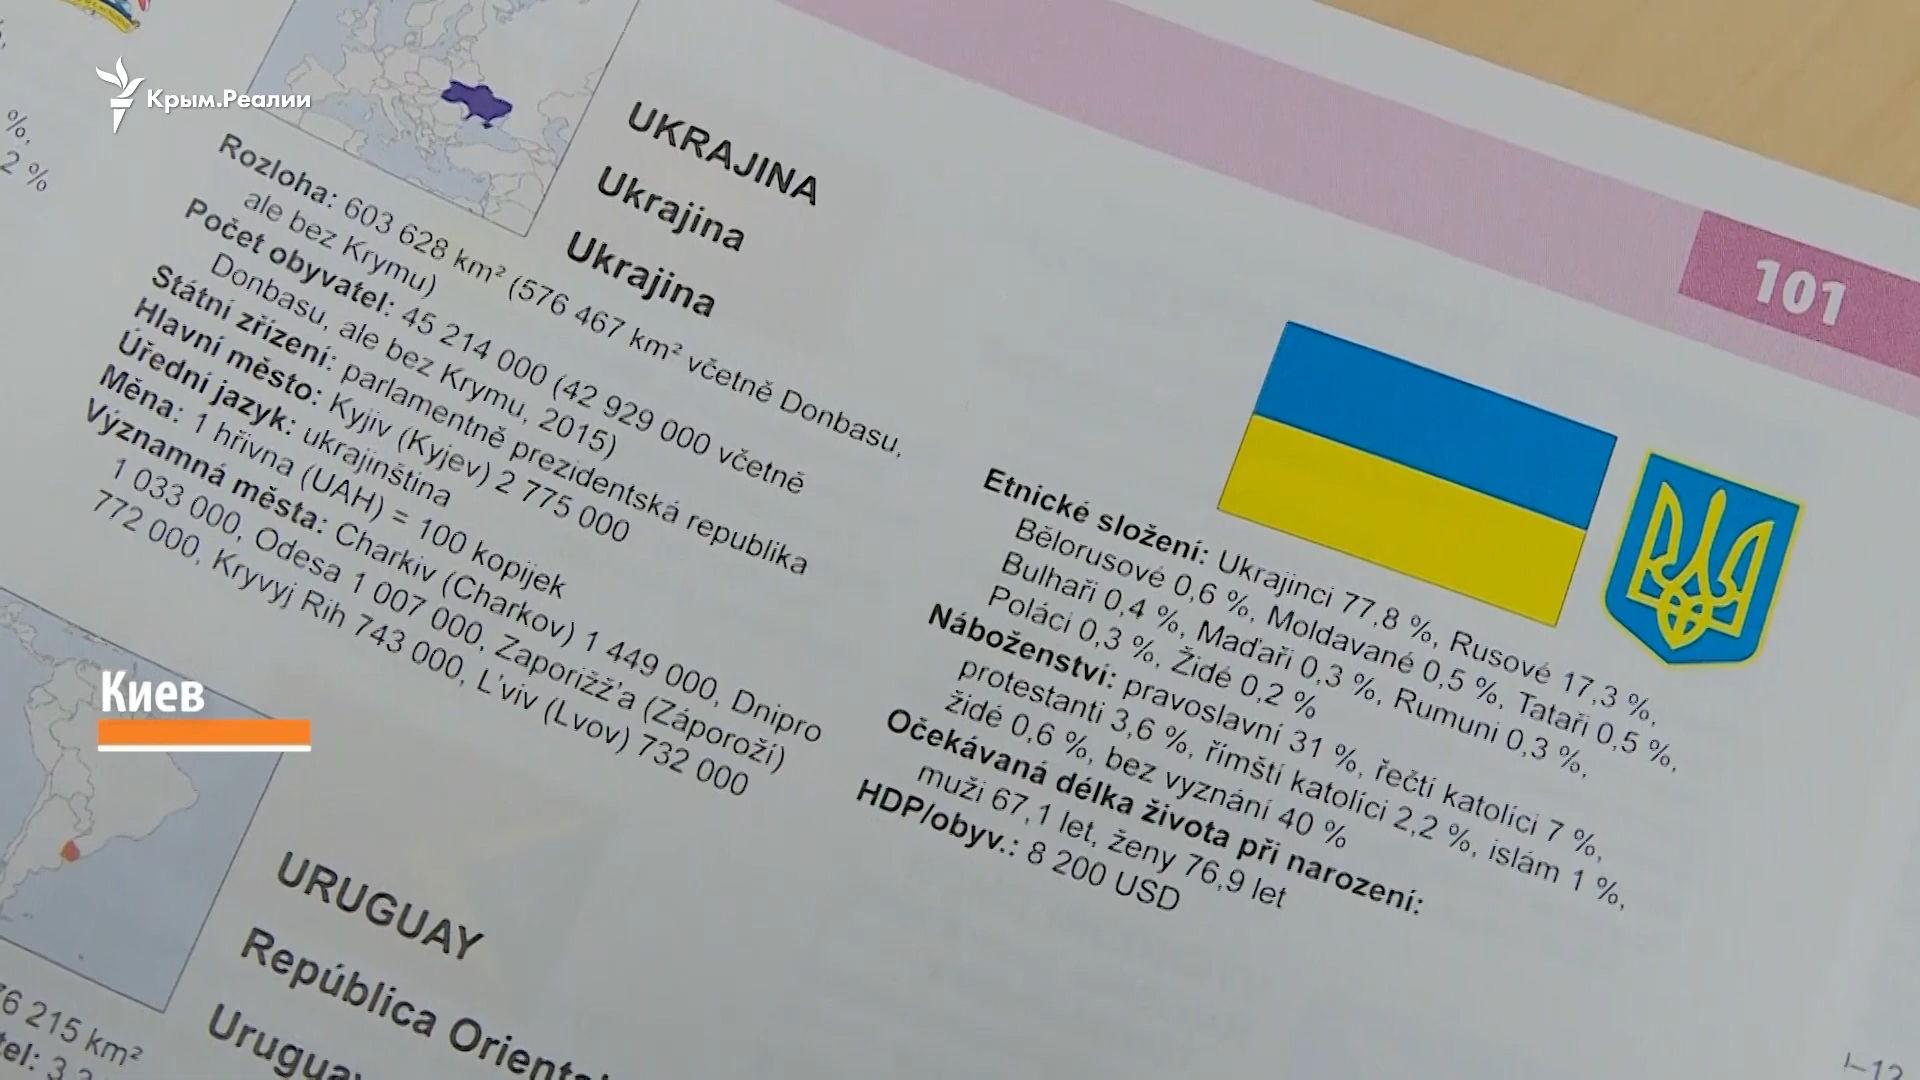 %,
2 %
Крым.Реалии
UKRAJINA
Ukrajina
Ukrajina
Rozloha: 603 628 km² (576 467 km² včetně Donbasu,
ale bez Krymu)
Počet obyvatel: 45 214 000 (42 929 000 včetně
Donbasu, ale bez Krymu, 2015)
Státní zřízení: parlamentně prezidentská republika
Hlavní město: Kyjiv (Kyjev) 2 775 000
Úřední jazyk: ukrajinština
Měna: 1 hřivna (UAH) = 100 kopijek
Významná města: Charkiv (Charkov) 1 449 000, Dnipro
1 033 000, Odesa 1 007 000, Zaporižž'a (Záporoží)
772 000, Kryvyj Rih 743 000, L'viv (Lvov) 732 000
101
Etnické složení: Ukrajinci 77,8 %, Rusové 17,3 %,
Bělorusové 0,6 %, Moldavané 0,5 %, Tataři 0,5 %,
Bulhaři 0,4 %, Maďaři 0,3 %, Rumuni 0,3 %,
Poláci 0,3 %, Židé 0,2 %
Náboženství: pravoslavní 31 %, řečtí katolíci 7 %,
protestanti 3,6 %, římští katolíci 2,2 %, islám 1 %,
židé 0,6 %, bez vyznání 40 %
Očekávaná délka života při narození:
muži 67,1 let, ženy 76,9 let
HDP/obyv.: 8 200 USD
Киев
URUGUAY
República Oriental
Uruguay
76 215 km²